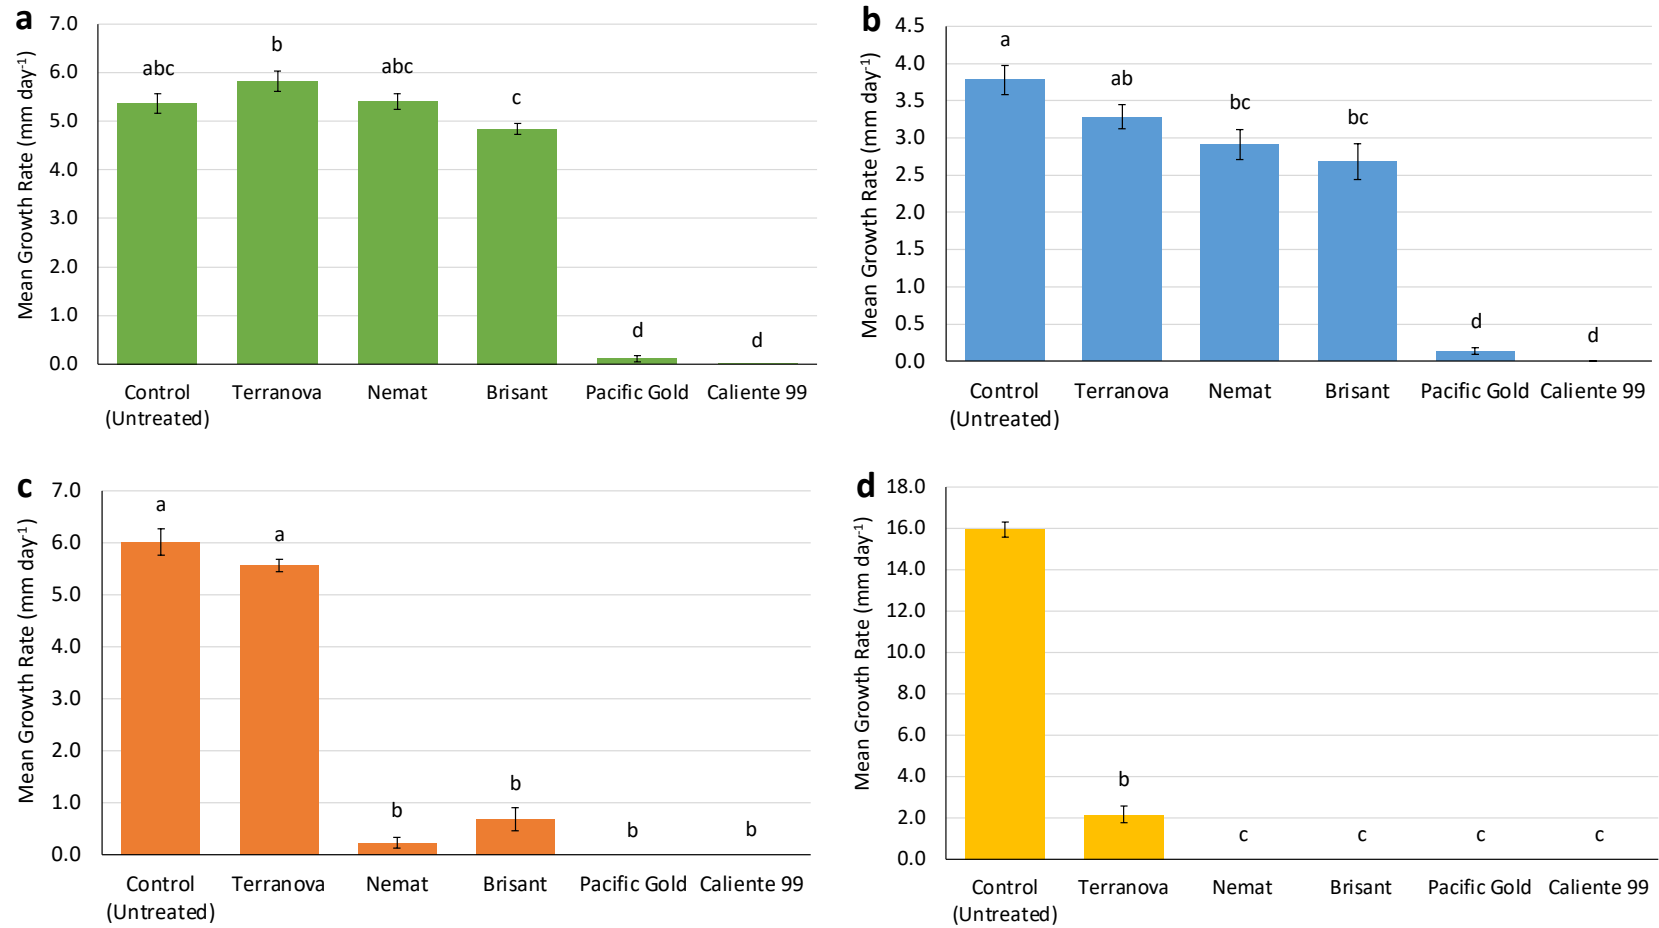 a
Mean Growth Rate (mm day-1)
7.0
6.0
5.0
4.0
3.0
2.0
1.0
0.0
abc
b
abc
c
d
d
Control
(Untreated)
Terranova
Nemat
Brisant
Pacific Gold
Caliente 99
b
Mean Growth Rate (mm day-1)
4.5
4.0
3.5
3.0
2.5
2.0
1.5
1.0
0.5
0.0
a
ab
bc
bc
d
d
Control
(Untreated)
Terranova
Nemat
Brisant
Pacific Gold
Caliente 99
c
Mean Growth Rate (mm day-1)
7.0
6.0
5.0
4.0
3.0
2.0
1.0
0.0
a
a
b
b
b
b
Control
(Untreated)
Terranova
Nemat
Brisant
Pacific Gold
Caliente 99
d
Mean Growth Rate (mm day-1)
18.0
16.0
14.0
12.0
10.0
8.0
6.0
4.0
2.0
0.0
b
c
c
c
c
Control
(Untreated)
Terranova
Nemat
Brisant
Pacific Gold
Caliente 99